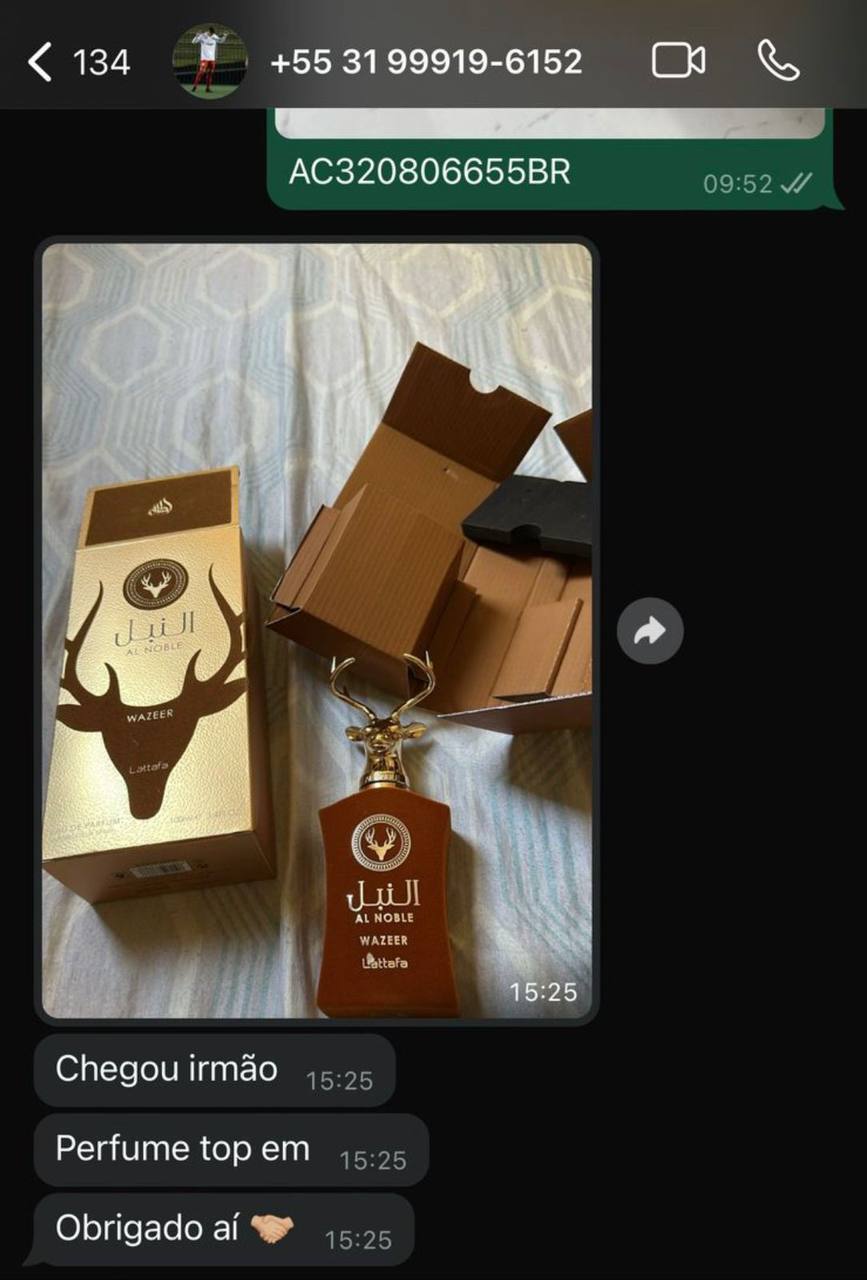 134
+55 31 99919-6152
AC320806655BR
09:52
النبل
AL NOBLE
WAZEER
Lattafa
النبل
AL NOBLE
WAZEER
Lattafa
15:25
Chegou irmão 15:25
Perfume top em 15:25
Obrigado aí 🤝🏼 15:25